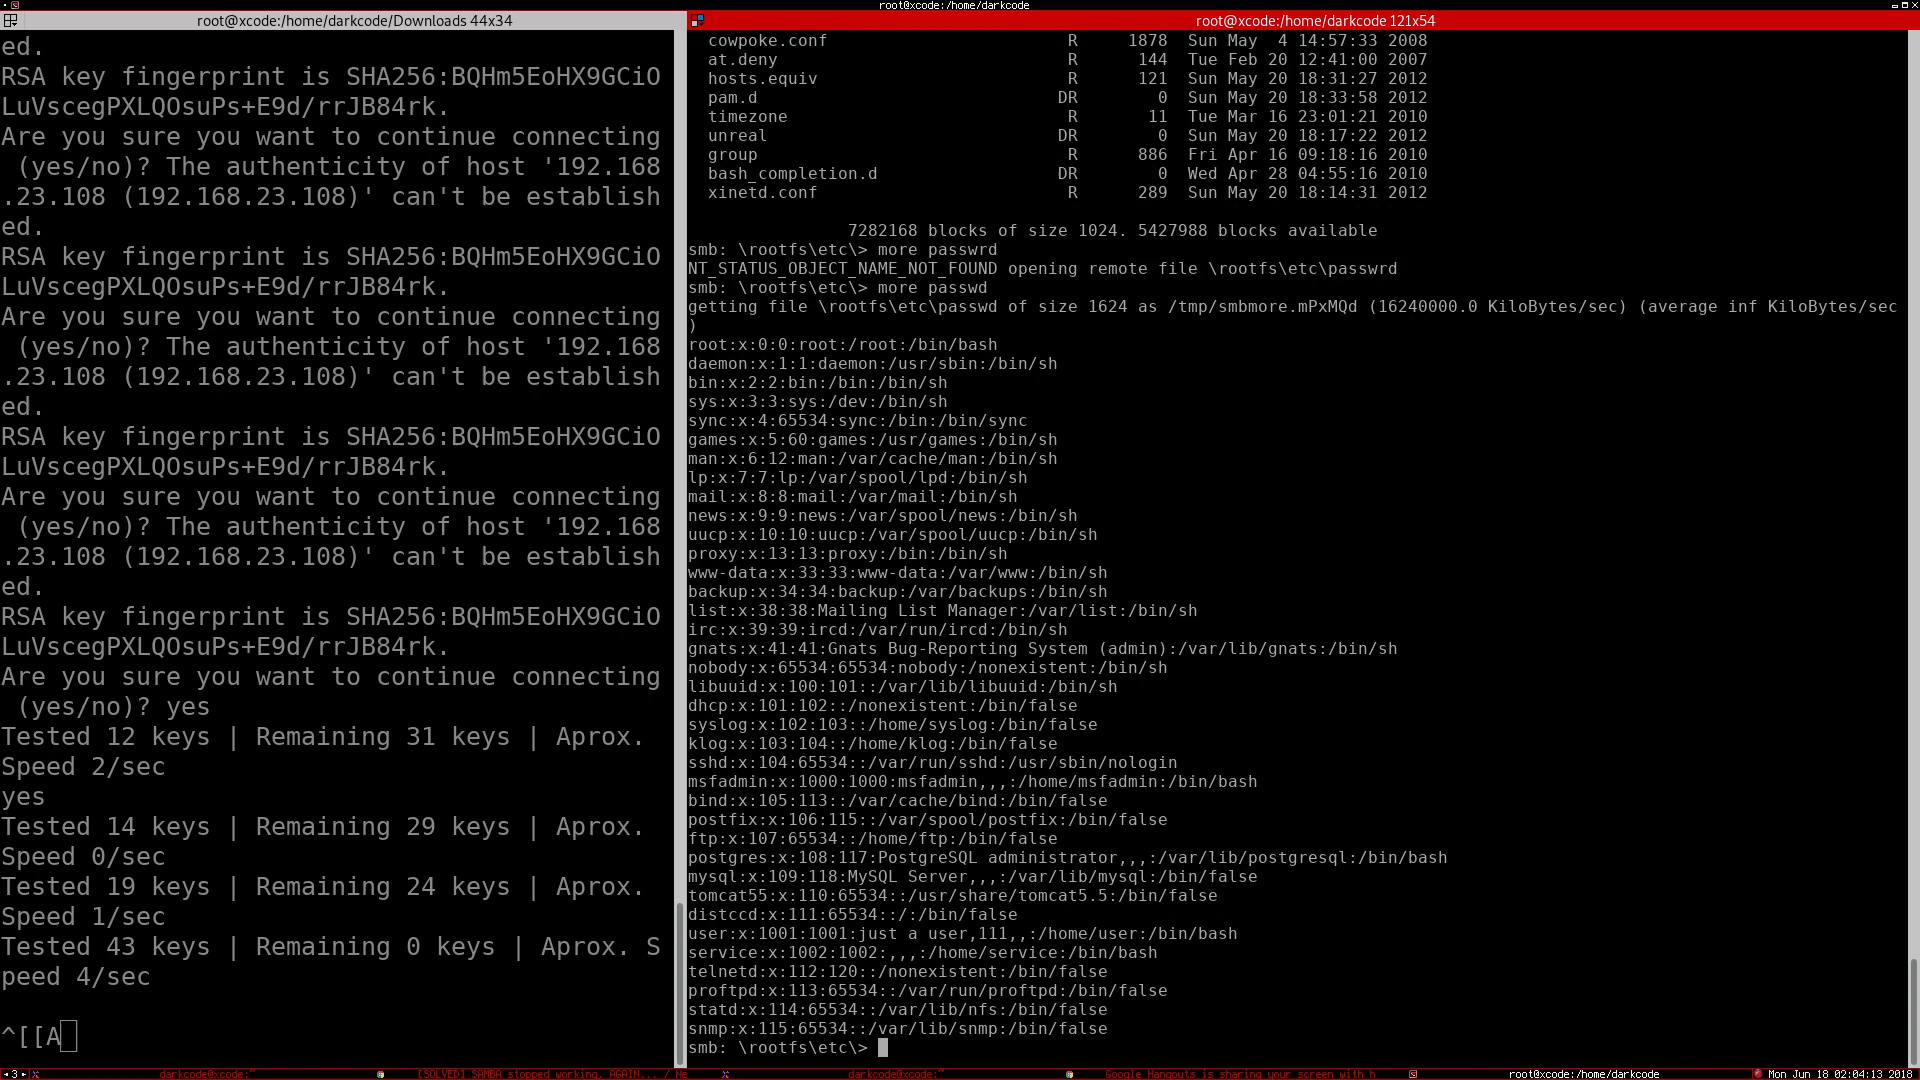 root@xcode:/home/darkcode
root@xcode:/home/darkcode/Downloads 44x34
ed.
RSA key fingerprint is SHA256:BQHm5EoHX9GCiO
LuVscegPXLQOsuPs+E9d/rrJB84rk.
Are you sure you want to continue connecting
 (yes/no)? The authenticity of host '192.168
.23.108 (192.168.23.108)' can't be establish
ed.
RSA key fingerprint is SHA256:BQHm5EoHX9GCiO
LuVscegPXLQOsuPs+E9d/rrJB84rk.
Are you sure you want to continue connecting
 (yes/no)? The authenticity of host '192.168
.23.108 (192.168.23.108)' can't be establish
ed.
RSA key fingerprint is SHA256:BQHm5EoHX9GCiO
LuVscegPXLQOsuPs+E9d/rrJB84rk.
Are you sure you want to continue connecting
 (yes/no)? The authenticity of host '192.168
.23.108 (192.168.23.108)' can't be establish
ed.
RSA key fingerprint is SHA256:BQHm5EoHX9GCiO
LuVscegPXLQOsuPs+E9d/rrJB84rk.
Are you sure you want to continue connecting
 (yes/no)? yes
Tested 12 keys | Remaining 31 keys | Aprox.
Speed 2/sec
yes
Tested 14 keys | Remaining 29 keys | Aprox.
Speed 0/sec
Tested 19 keys | Remaining 24 keys | Aprox.
Speed 1/sec
Tested 43 keys | Remaining 0 keys | Aprox. S
peed 4/sec
^[[A
root@xcode:/home/darkcode 121x54
cowpoke.conf R 1878 Sun May 4 14:57:33 2008
at.deny R 144 Tue Feb 20 12:41:00 2007
hosts.equiv R 121 Sun May 20 18:31:27 2012
pam.d DR 0 Sun May 20 18:33:58 2012
timezone R 11 Tue Mar 16 23:01:21 2010
unreal DR 0 Sun May 20 18:17:22 2012
group R 886 Fri Apr 16 09:18:16 2010
bash_completion.d DR 0 Wed Apr 28 04:55:16 2010
xinetd.conf R 289 Sun May 20 18:14:31 2012
7282168 blocks of size 1024. 5427988 blocks available
smb: \rootfs\etc\> more passwrd
NT_STATUS_OBJECT_NAME_NOT_FOUND opening remote file \rootfs\etc\passwrd
smb: \rootfs\etc\> more passwd
getting file \rootfs\etc\passwd of size 1624 as /tmp/smbmore.mPxMQd (16240000.0 KiloBytes/sec) (average inf KiloBytes/sec
)
root:x:0:0:root:/root:/bin/bash
daemon:x:1:1:daemon:/usr/sbin:/bin/sh
bin:x:2:2:bin:/bin:/bin/sh
sys:x:3:3:sys:/dev:/bin/sh
sync:x:4:65534:sync:/bin:/bin/sync
games:x:5:60:games:/usr/games:/bin/sh
man:x:6:12:man:/var/cache/man:/bin/sh
lp:x:7:7:lp:/var/spool/lpd:/bin/sh
mail:x:8:8:mail:/var/mail:/bin/sh
news:x:9:9:news:/var/spool/news:/bin/sh
uucp:x:10:10:uucp:/var/spool/uucp:/bin/sh
proxy:x:13:13:proxy:/bin:/bin/sh
www-data:x:33:33:www-data:/var/www:/bin/sh
backup:x:34:34:backup:/var/backups:/bin/sh
list:x:38:38:Mailing List Manager:/var/list:/bin/sh
irc:x:39:39:ircd:/var/run/ircd:/bin/sh
gnats:x:41:41:Gnats Bug-Reporting System (admin):/var/lib/gnats:/bin/sh
nobody:x:65534:65534:nobody:/nonexistent:/bin/sh
libuuid:x:100:101::/var/lib/libuuid:/bin/sh
dhcp:x:101:102::/nonexistent:/bin/false
syslog:x:102:103::/home/syslog:/bin/false
klog:x:103:104::/home/klog:/bin/false
sshd:x:104:65534::/var/run/sshd:/usr/sbin/nologin
msfadmin:x:1000:1000:msfadmin,,,:/home/msfadmin:/bin/bash
bind:x:105:113::/var/cache/bind:/bin/false
postfix:x:106:115::/var/spool/postfix:/bin/false
ftp:x:107:65534::/home/ftp:/bin/false
postgres:x:108:117:PostgreSQL administrator,,,:/var/lib/postgresql:/bin/bash
mysql:x:109:118:MySQL Server,,,:/var/lib/mysql:/bin/false
tomcat55:x:110:65534::/usr/share/tomcat5.5:/bin/false
distccd:x:111:65534::/:/bin/false
user:x:1001:1001:just a user,111,,:/home/user:/bin/bash
service:x:1002:1002:,,,:/home/service:/bin/bash
telnetd:x:112:120::/nonexistent:/bin/false
proftpd:x:113:65534::/var/run/proftpd:/bin/false
statd:x:114:65534::/var/lib/nfs:/bin/false
snmp:x:115:65534::/var/lib/snmp:/bin/false
smb: \rootfs\etc\>
3 darkcode@xcode:~ [SOLVED] SAMBA stopped working, AGAIN... / Ne darkcode@xcode:~ Google Hangouts is sharing your screen with h root@xcode:/home/darkcode Mon Jun 18 02:04:13 2018